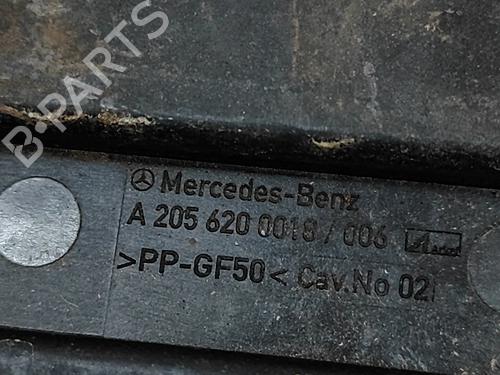 B-PARTS
Mercedes-Benz
A 205 620 0018 / 006
>PP-GF50< Cav.No 02